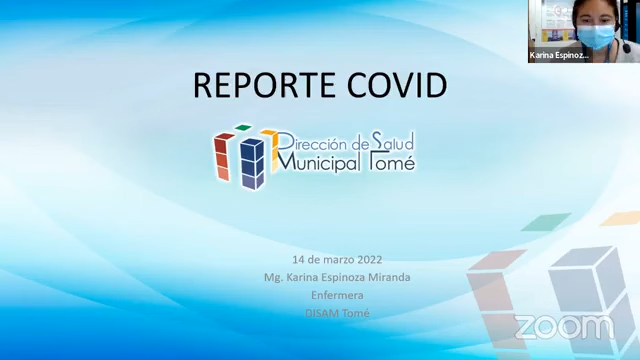 Karina Espinoz...
REPORTE COVID
Dirección de Salud
Municipal Tomé
14 de marzo 2022
Mg. Karina Espinoza Miranda
Enfermera
DISAM Tomé
zoom